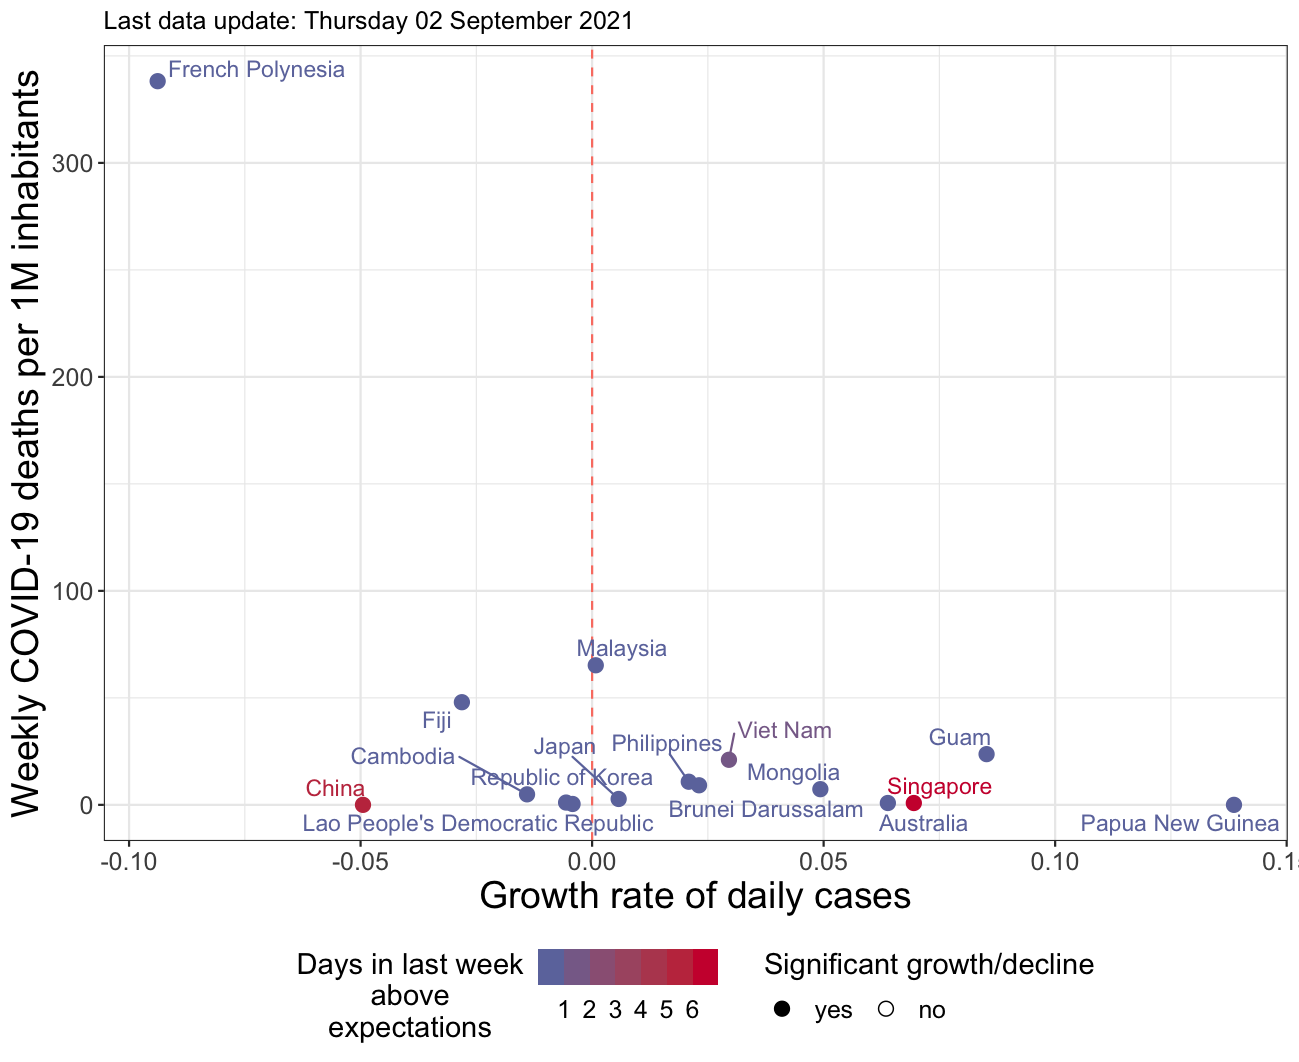 Last data update: Thursday 02 September 2021
Weekly COVID-19 deaths per 1M inhabitants
300
200
100
0
French Polynesia
Malaysia
Fiji
Viet Nam
Guam
Japan
Philippines
Cambodia
Republic of Korea
Mongolia
China
Singapore
Brunei Darussalam
Lao People's Democratic Republic
Australia
Papua New Guinea
-0.10 -0.05 0.00 0.05 0.10
Growth rate of daily cases
Days in last week
above
expectations
1 2 3 4 5 6
Significant growth/decline
yes no